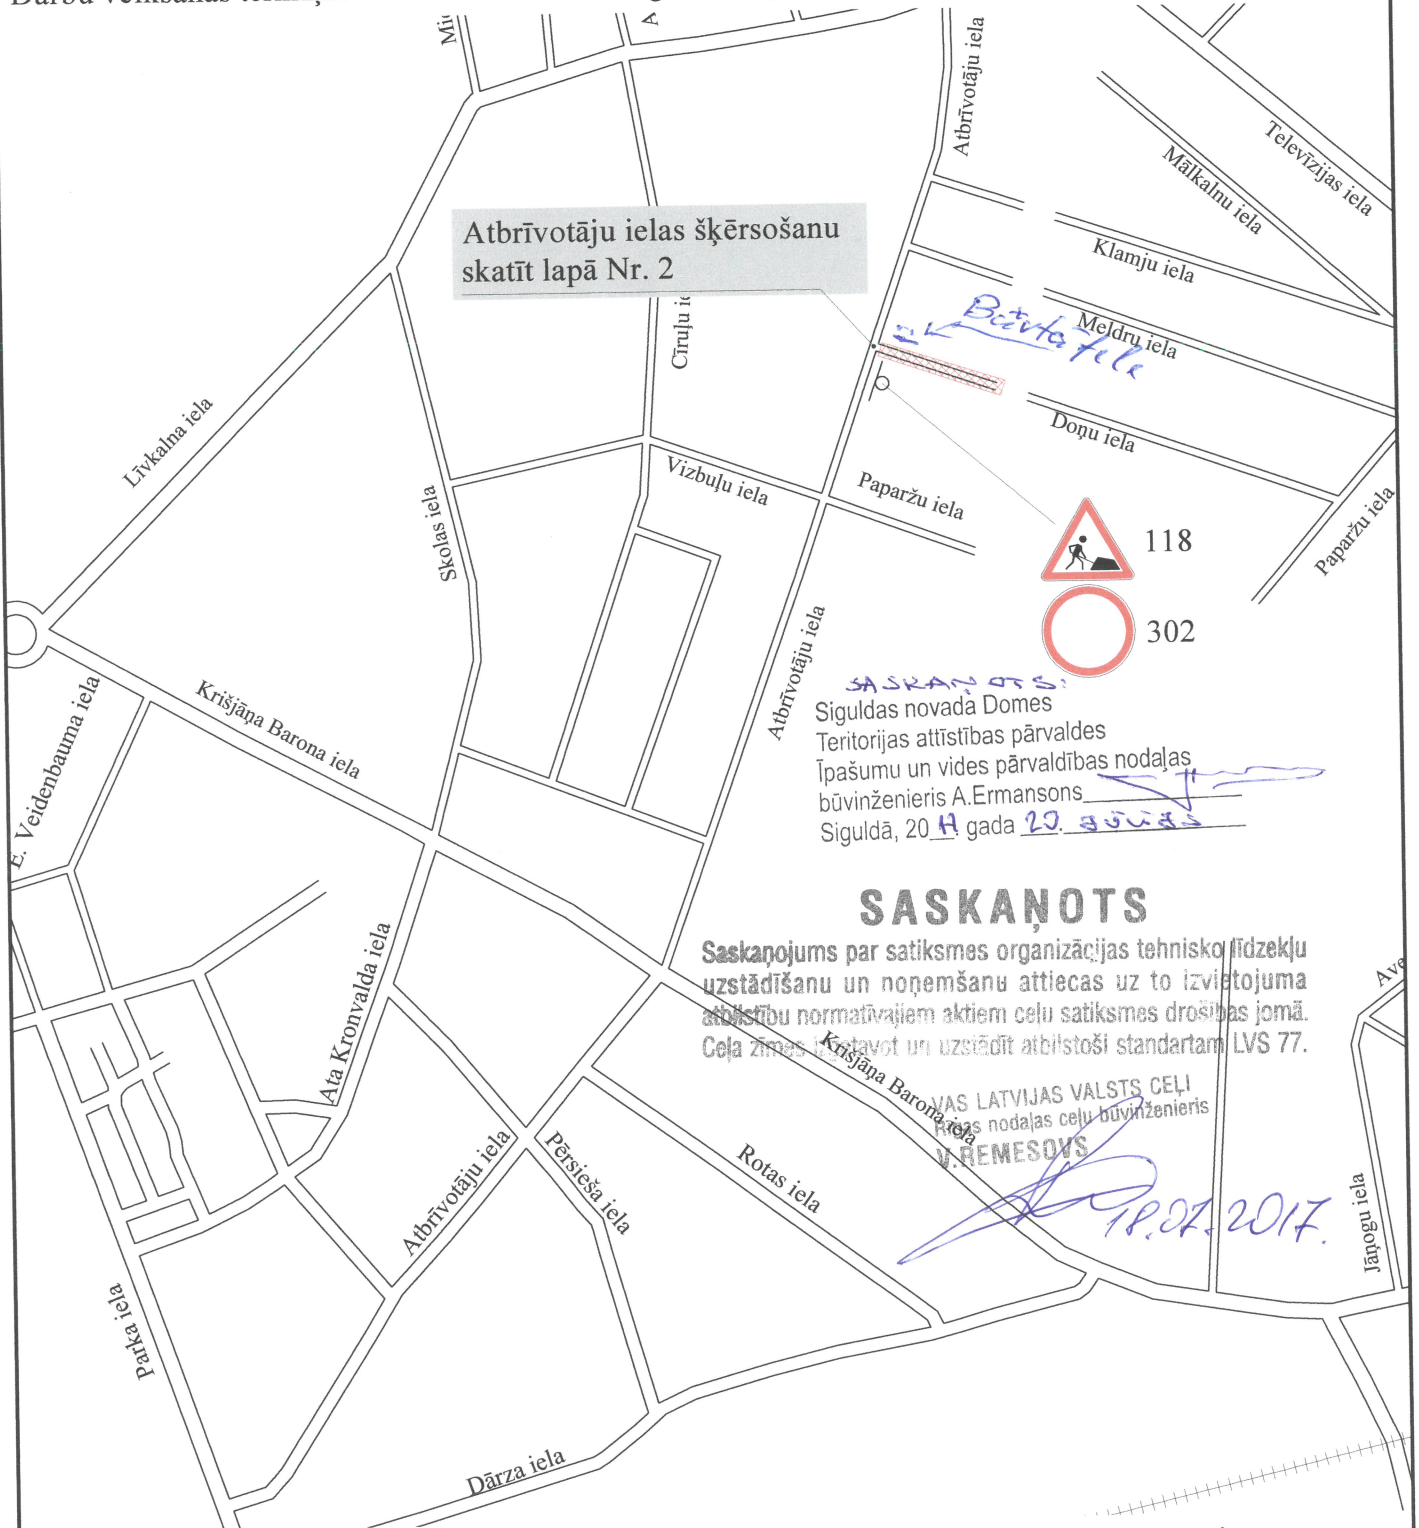 Atbrīvotāju iela
Televīzijas iela
Mālkalnu iela
Klamju iela
Atbrīvotāju ielas šķērsošanu
skatīt lapā Nr. 2
Cīruļu
Meldru iela
Doņu iela
Līvkalna iela
Skolas iela
Vizbuļu iela
Paparžu iela
Paparžu iela
118
302
Atbrīvotāju iela
SASKAŅOTS:
Siguldas novada Domes
Teritorijas attīstības pārvaldes
Īpašumu un vides pārvaldības nodaļas
būvinženieris A.Ermansons
Siguldā, 20 gada
E. Veidenbauma iela
Krišjāņa Barona iela
SASKAŅOTS
Saskaņojums par satiksmes organizācijas tehnisko līdzekļu
uzstādīšanu un noņemšanu attiecas uz to izvietojuma
atbilstību normatīvajiem aktiem ceļu satiksmes drošības jomā.
Ceļa zīmes izgatavot un uzstādīt atbilstoši standartam LVS 77.
Ata Kronvalda iela
Krišjāņa Barona iela
VAS LATVIJAS VALSTS CEĻI
Rīgas nodaļas ceļu būvinženieris
V.REMESOVS
18.07.2017.
Atbrīvotāju iela
Pērsieša iela
Rotas iela
Jāņogu iela
Parka iela
Dārza iela